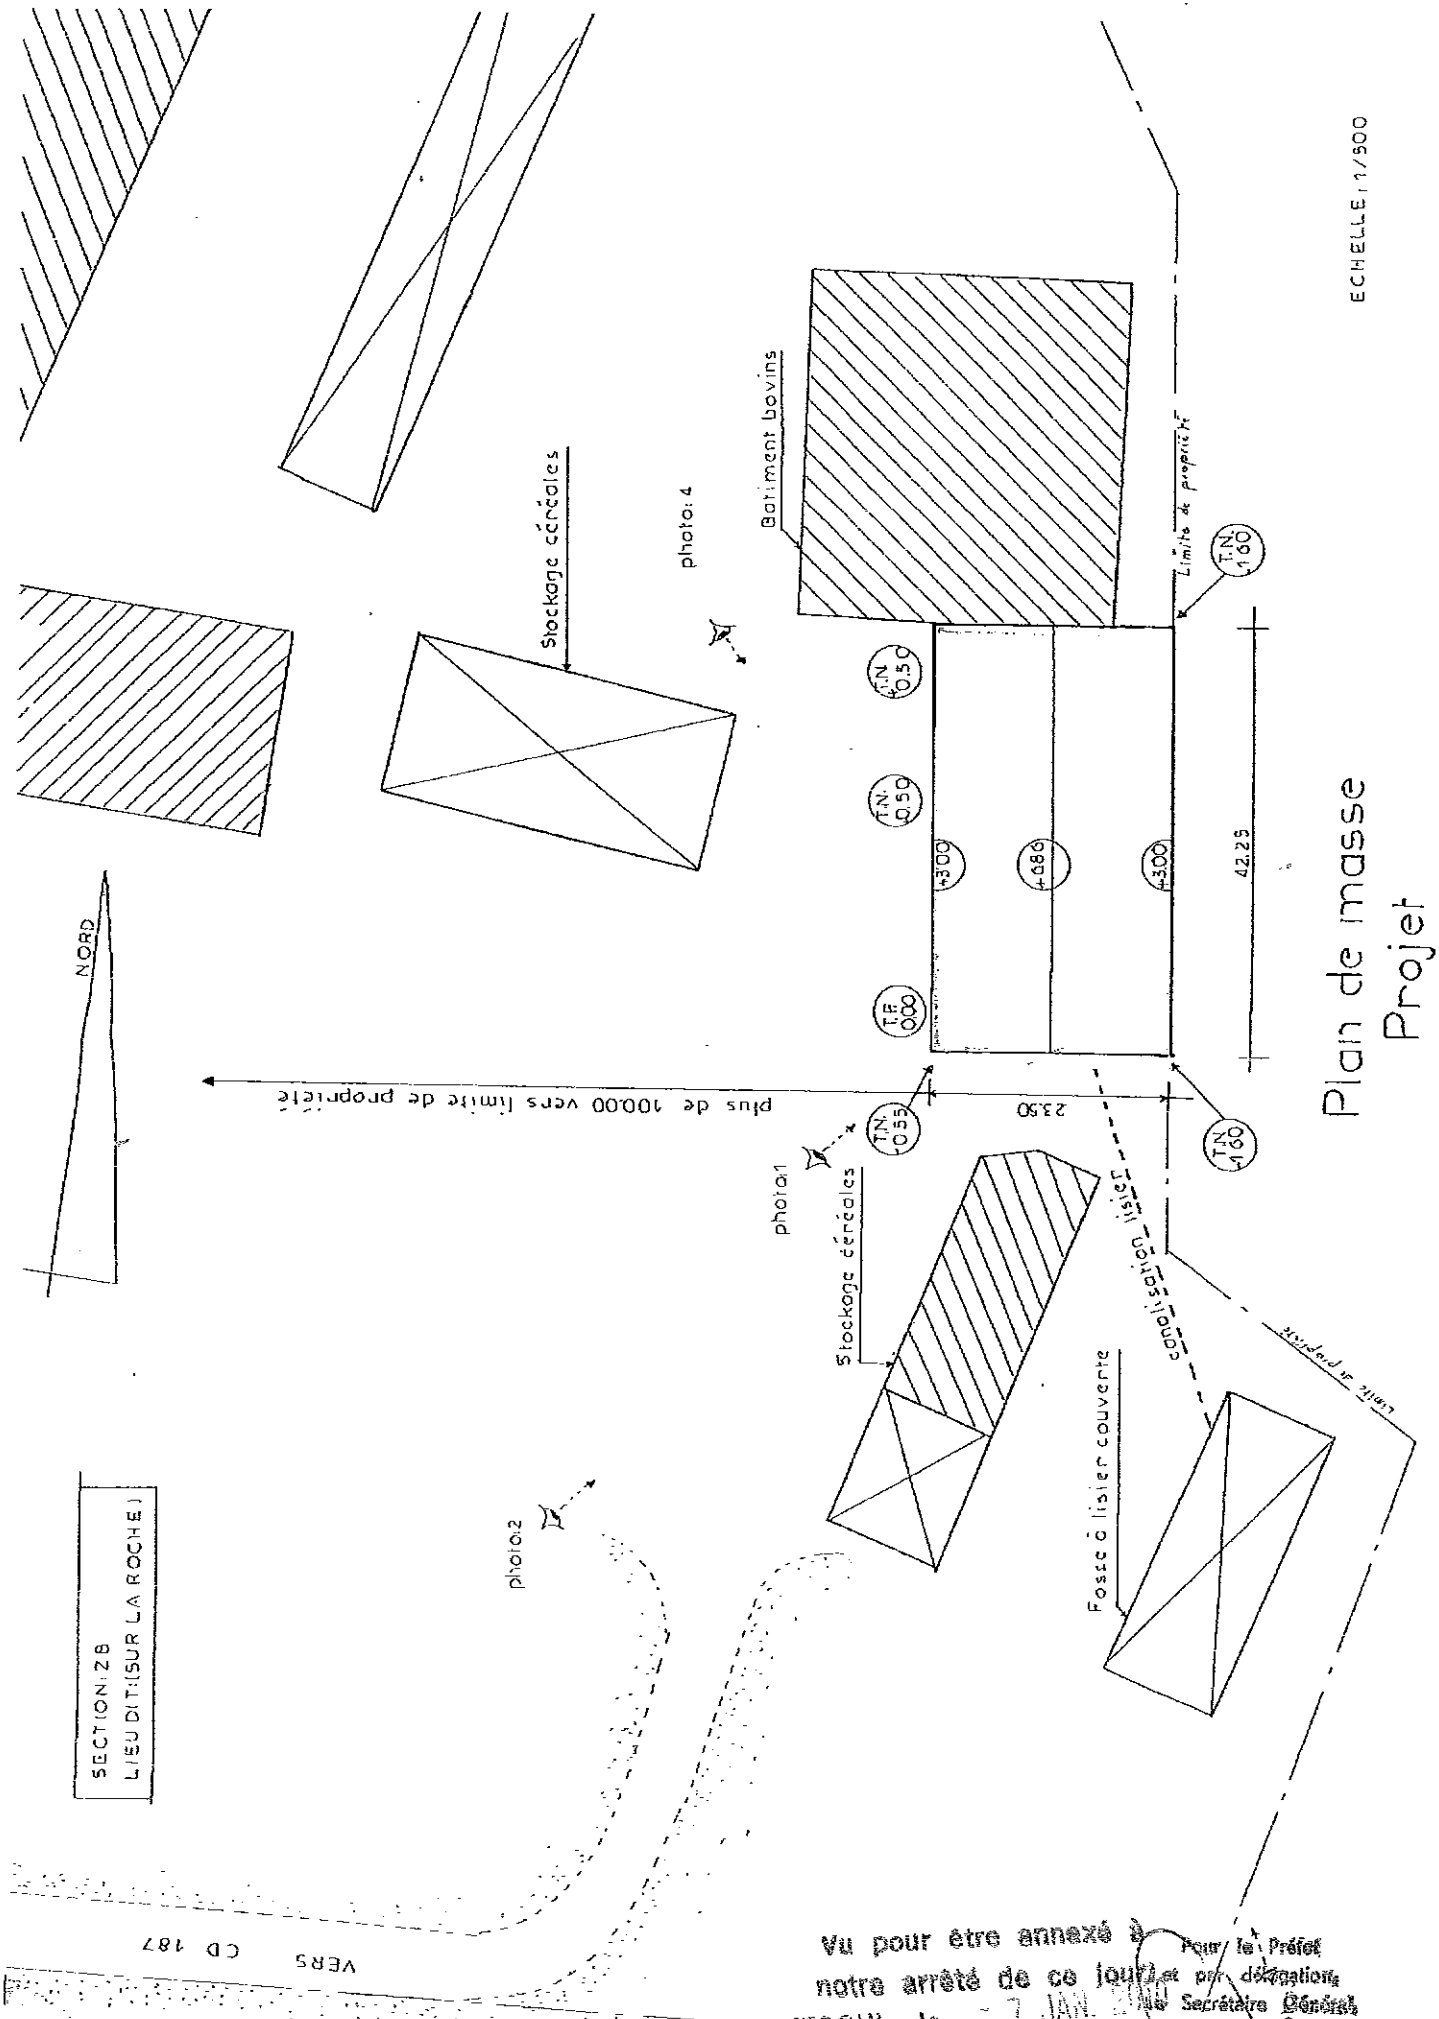 SECTION: ZB
LIEU DIT: (SUR LA ROCHE)
NORD
VERS CD 187
plus de 100.00 vers limite de propriété
photo: 2
photo: 1
photo: 4
Stockage céréales
Stockage céréales
Batiment bovins
Fosse à lisier couverte
canalisation lisier
Limite de propriété
Limite de propriété
T.N. -0.55
T.F. 0.00
T.N. -0.50
T.N. +0.50
T.N. -1.60
T.N. -1.60
+3.00
+6.86
+3.00
23.50
42.25
Plan de masse
Projet
ECHELLE: 1/500
Vu pour être annexé à
notre arrêté de ce jour
7 JAN.
Pour le Préfet
et par délégation,
Secrétaire Général